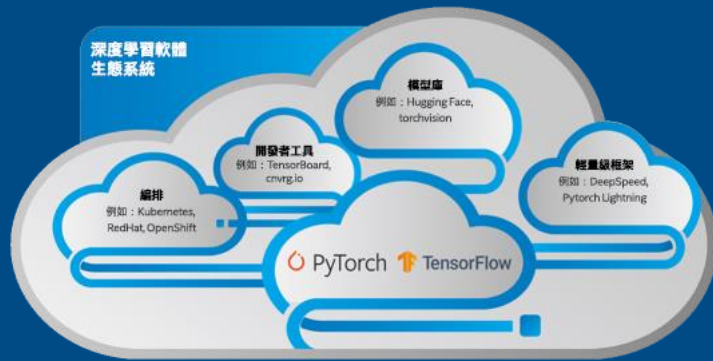 深度學習軟體
生態系統
模型庫
例如：Hugging Face,
torchvision
開發者工具
例如：TensorBoard,
cnvrg.io
輕量級框架
例如：DeepSpeed,
Pytorch Lightning
編排
例如：Kubernetes,
RedHat, OpenShift
PyTorch TensorFlow